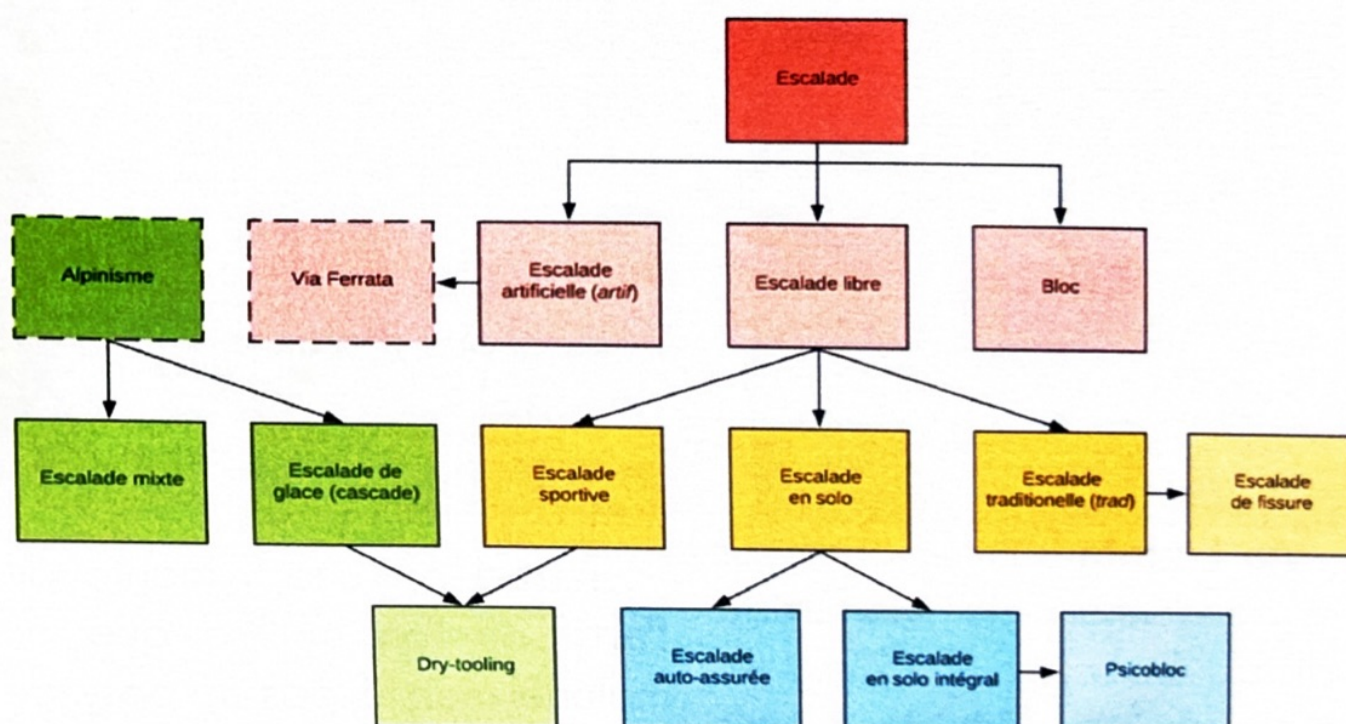 Escalade
Alpinisme
Via Ferrata
Escalade
artificielle (artif)
Escalade libre
Bloc
Escalade mixte
Escalade de
glace (cascade)
Escalade
sportive
Escalade
en solo
Escalade
traditionelle (trad)
Escalade
de fissure
Dry-tooling
Escalade
auto-assurée
Escalade
en solo intégral
Psicobloc